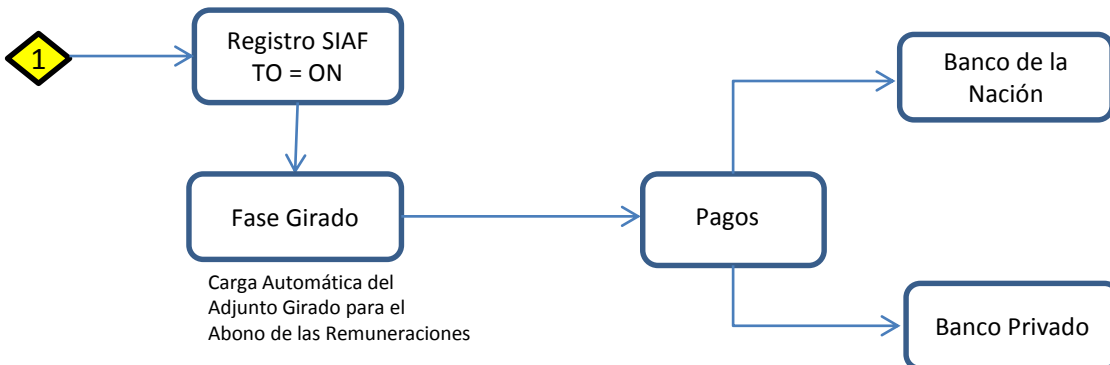 1
Registro SIAF
TO = ON
Fase Girado
Carga Automática del
Adjunto Girado para el
Abono de las Remuneraciones
Pagos
Banco de la
Nación
Banco Privado